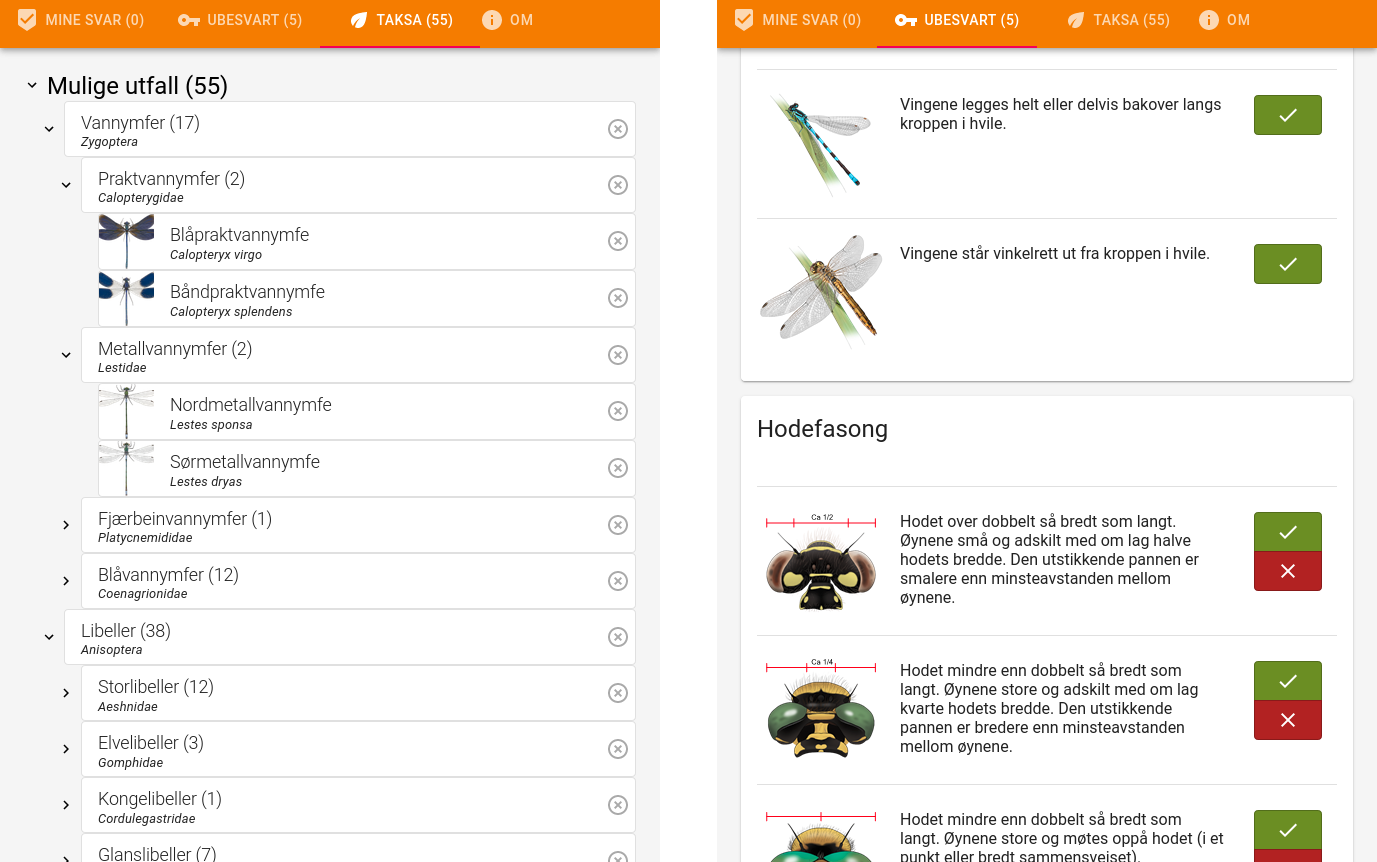 MINE SVAR (0) UBESVART (5) TAKSA (55) OM
Mulige utfall (55)
Vannymfer (17)
Zygoptera
Praktvannymfer (2)
Calopterygidae
Blåpraktvannymfe
Calopteryx virgo
Båndpraktvannymfe
Calopteryx splendens
Metallvannymfer (2)
Lestidae
Nordmetallvannymfe
Lestes sponsa
Sørmetallvannymfe
Lestes dryas
Fjærbeinvannymfer (1)
Platycnemididae
Blåvannymfer (12)
Coenagrionidae
Libeller (38)
Anisoptera
Storlibeller (12)
Aeshnidae
Elvelibeller (3)
Gomphidae
Kongelibeller (1)
Cordulegastridae
Glanslibeller (7)
MINE SVAR (0) UBESVART (5) TAKSA (55) OM
Vingene legges helt eller delvis bakover langs
kroppen i hvile.
Vingene står vinkelrett ut fra kroppen i hvile.
Hodefasong
Ca 1/2
Hodet over dobbelt så bredt som langt.
Øynene små og adskilt med om lag halve
hodets bredde. Den utstikkende pannen er
smalere enn minsteavstanden mellom
øynene.
Ca 1/4
Hodet mindre enn dobbelt så bredt som
langt. Øynene store og adskilt med om lag
kvarte hodets bredde. Den utstikkende
pannen er bredere enn minsteavstanden
mellom øynene.
Hodet mindre enn dobbelt så bredt som
langt. Øynene store og møtes oppå hodet (i et
punkt eller bredt sammensveiset).